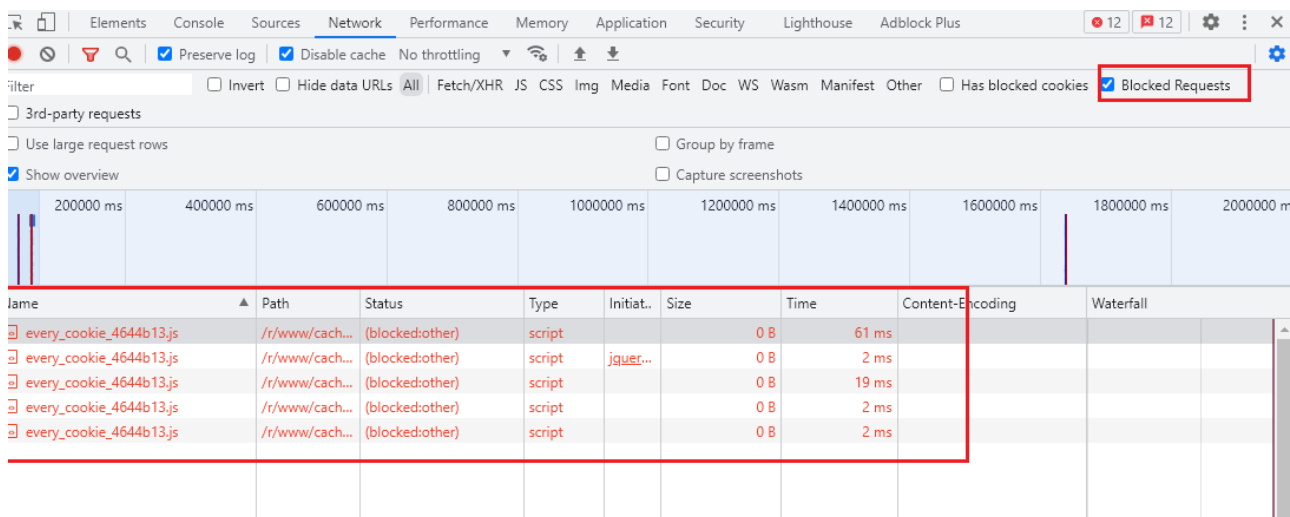 Elements Console Sources Network Performance Memory Application Security Lighthouse Adblock Plus 12 12
Preserve log Disable cache No throttling
Filter Invert Hide data URLs All Fetch/XHR JS CSS Img Media Font Doc WS Wasm Manifest Other Has blocked cookies Blocked Requests
3rd-party requests
Use large request rows Group by frame
Show overview Capture screenshots
200000 ms 400000 ms 600000 ms 800000 ms 1000000 ms 1200000 ms 1400000 ms 1600000 ms 1800000 ms 2000000 m
Name Path Status Type Initiat.. Size Time Content-Encoding Waterfall
every_cookie_4644b13.js /r/www/cach... (blocked:other) script 0 B 61 ms
every_cookie_4644b13.js /r/www/cach... (blocked:other) script jquer... 0 B 2 ms
every_cookie_4644b13.js /r/www/cach... (blocked:other) script 0 B 19 ms
every_cookie_4644b13.js /r/www/cach... (blocked:other) script 0 B 2 ms
every_cookie_4644b13.js /r/www/cach... (blocked:other) script 0 B 2 ms